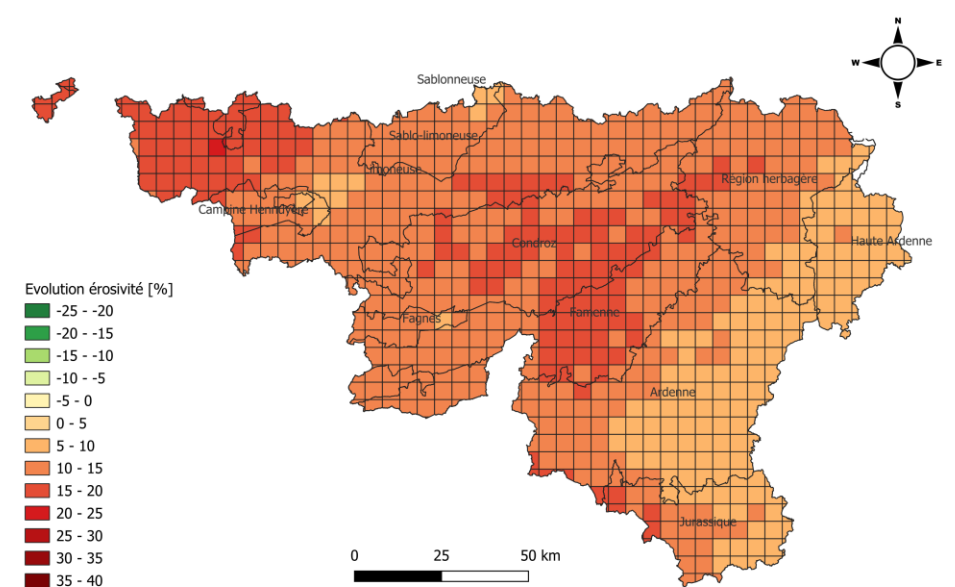 N
W E
S
Sablonneuse
Sablo-limoneuse
Limoneuse
Région herbagère
Campine Hennuyère
Condroz
Haute Ardenne
Evolution érosivité [%]
-25 - -20
-20 - -15
-15 - -10
-10 - -5
-5 - 0
0 - 5
5 - 10
10 - 15
15 - 20
20 - 25
25 - 30
30 - 35
35 - 40
Famenne
Fagnes
Ardenne
Jurassique
0 25 50 km